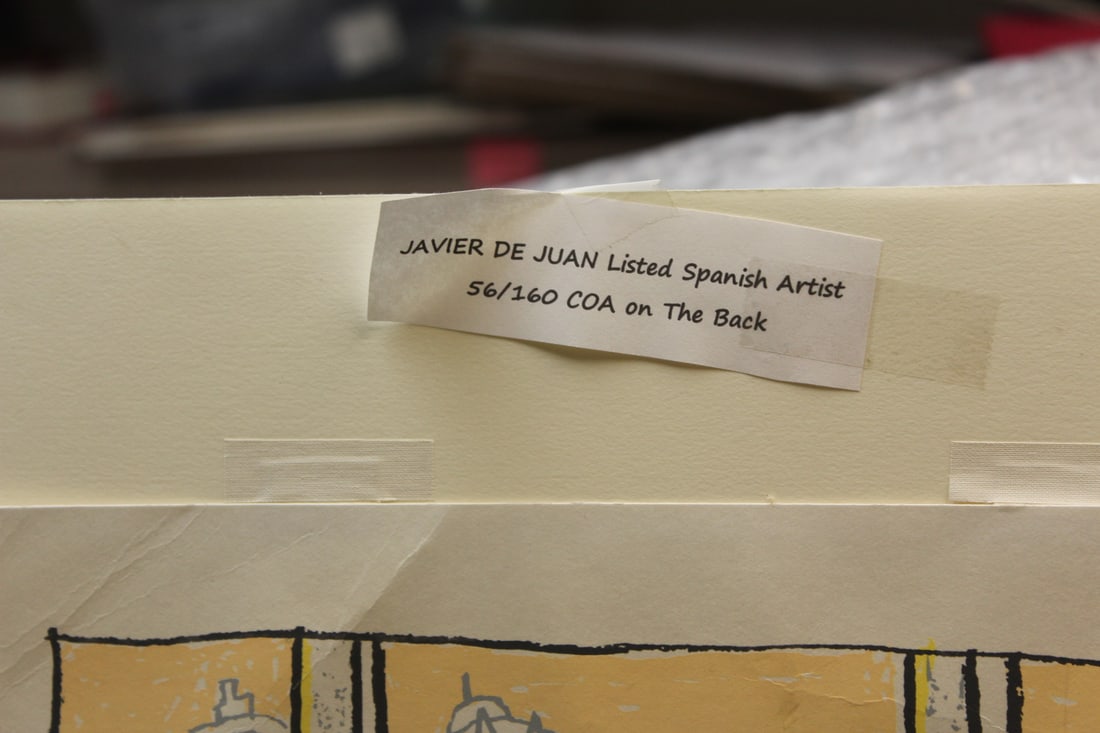 JAVIER DE JUAN Listed Spanish Artist
56/160 COA on The Back